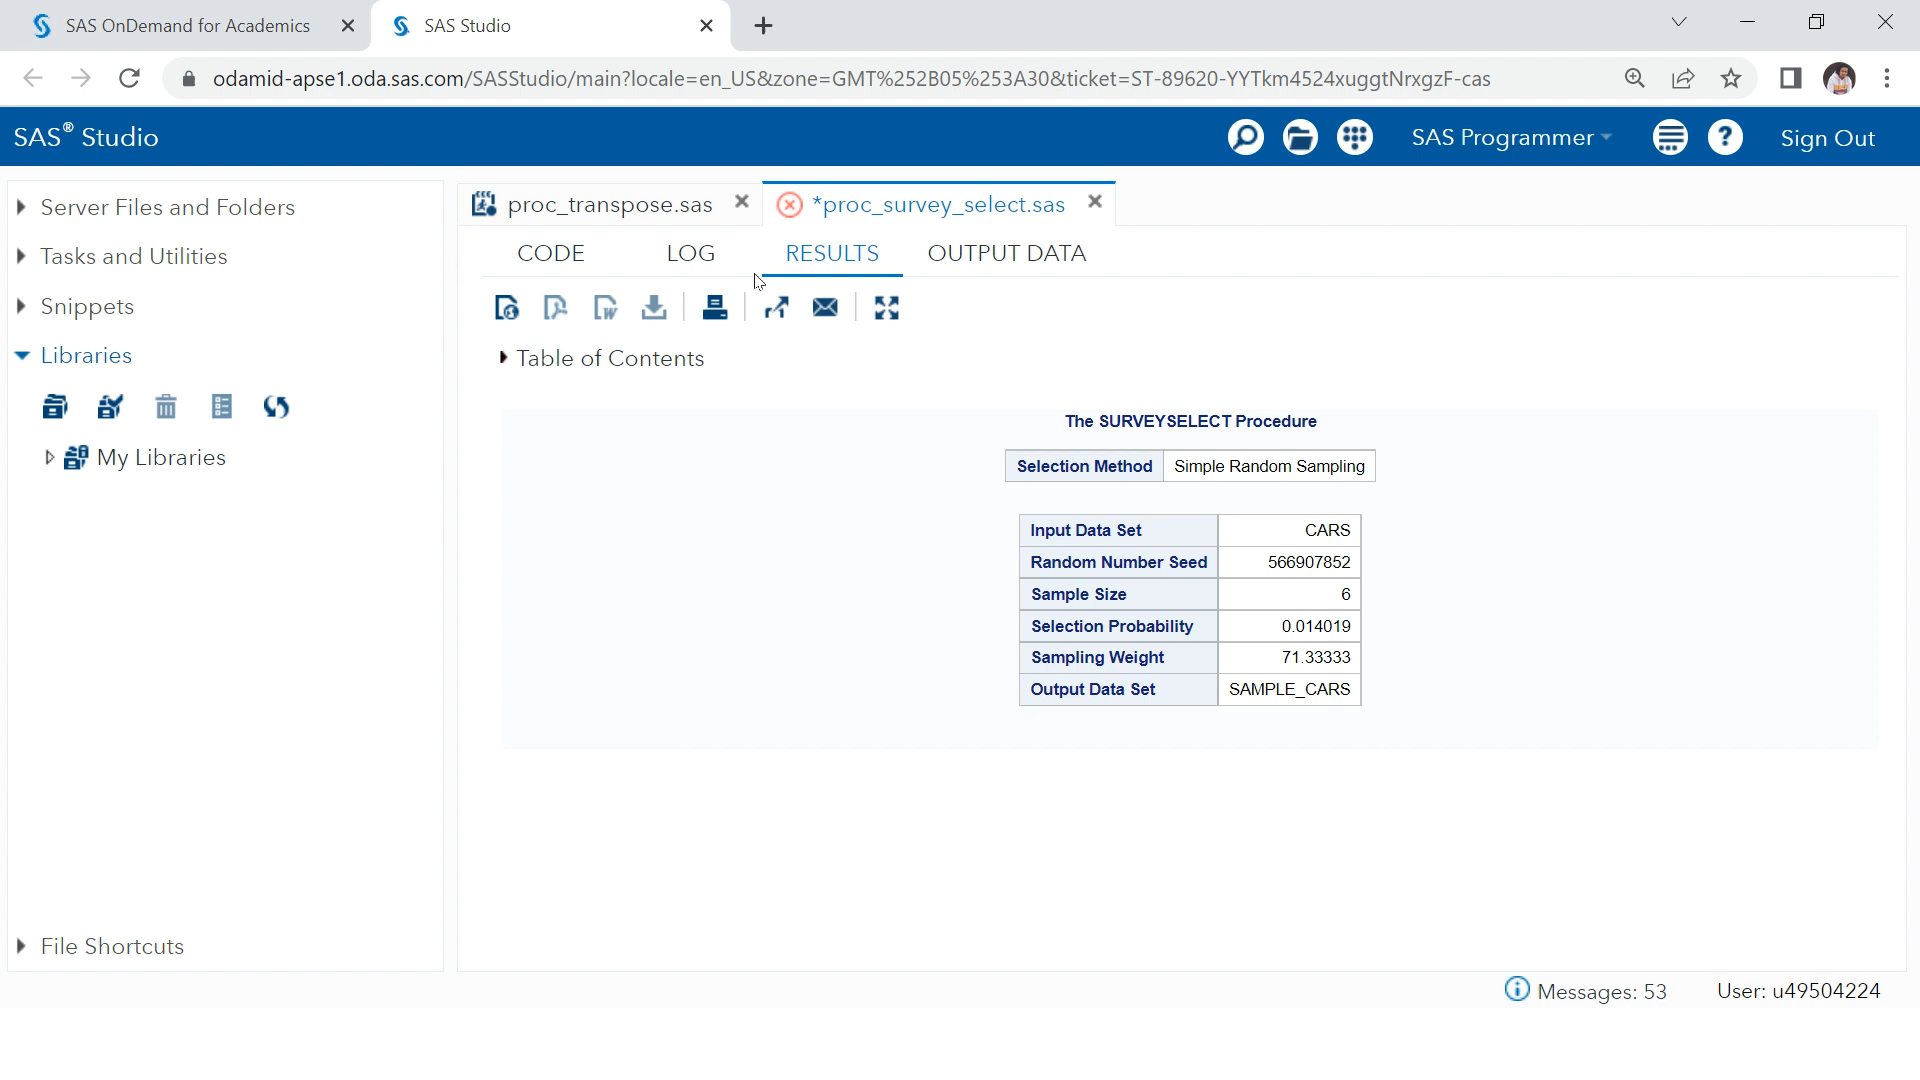 SAS OnDemand for Academics
SAS Studio
odamid-apse1.oda.sas.com/SASStudio/main?locale=en_US&zone=GMT%252B05%253A30&ticket=ST-89620-YYTkm4524xuggtNrxgzF-cas
SAS® Studio
SAS Programmer
Sign Out
Server Files and Folders
Tasks and Utilities
Snippets
Libraries
My Libraries
File Shortcuts
proc_transpose.sas
*proc_survey_select.sas
CODE LOG RESULTS OUTPUT DATA
Table of Contents
The SURVEYSELECT Procedure
Selection Method Simple Random Sampling
Input Data Set CARS
Random Number Seed 566907852
Sample Size 6
Selection Probability 0.014019
Sampling Weight 71.33333
Output Data Set SAMPLE_CARS
Messages: 53
User: u49504224